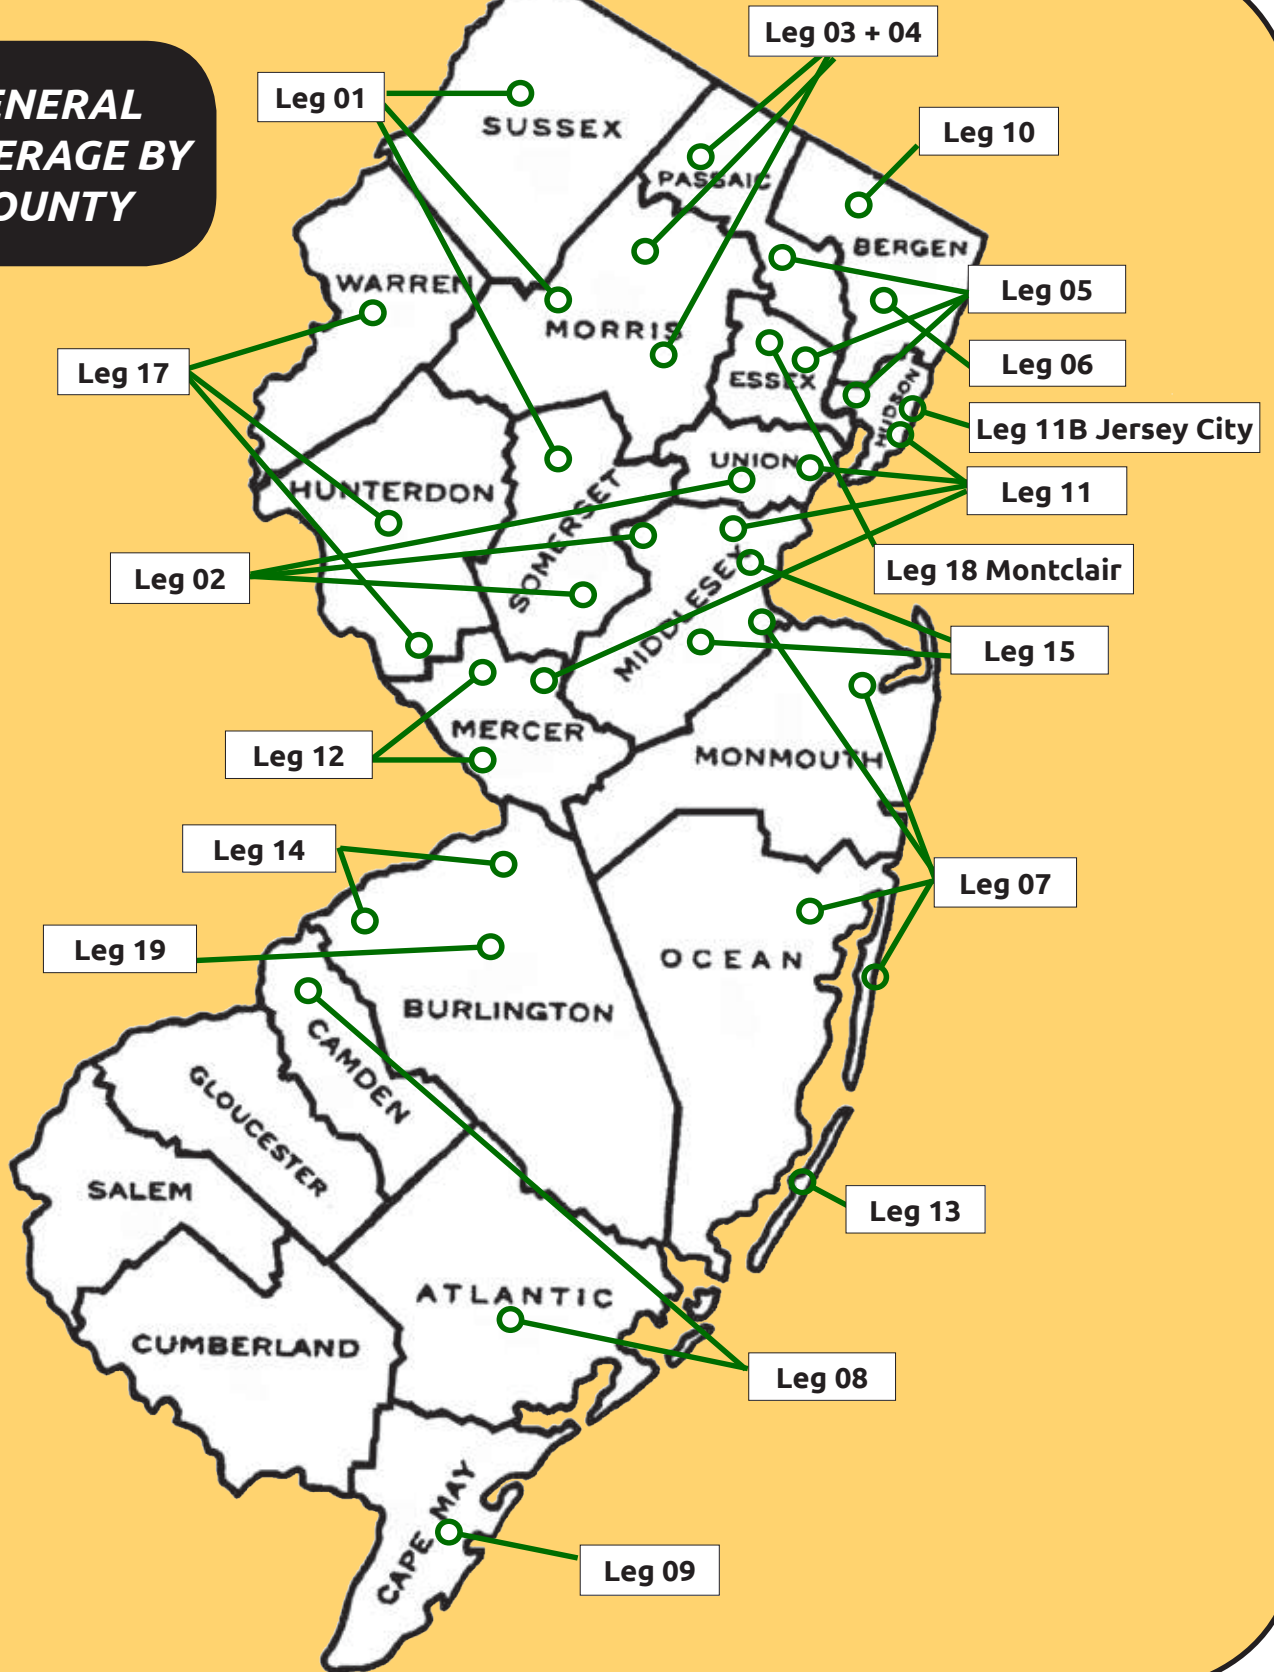 Leg 03 + 04
Leg 01
ENERAL
ERAGE BY
OUNTY
SUSSEX
Leg 10
PASSAIC
BERGEN
WARREN
Leg 05
MORRIS
Leg 17
Leg 06
ESSEX
HUDSON
Leg 11B Jersey City
UNION
HUNTERDON
Leg 11
SOMERSET
Leg 02
Leg 18 Montclair
MIDDLESEX
Leg 15
MERCER
Leg 12
MONMOUTH
Leg 14
Leg 07
Leg 19
OCEAN
BURLINGTON
CAMDEN
GLOUCESTER
SALEM
Leg 13
ATLANTIC
CUMBERLAND
Leg 08
CAPE MAY
Leg 09